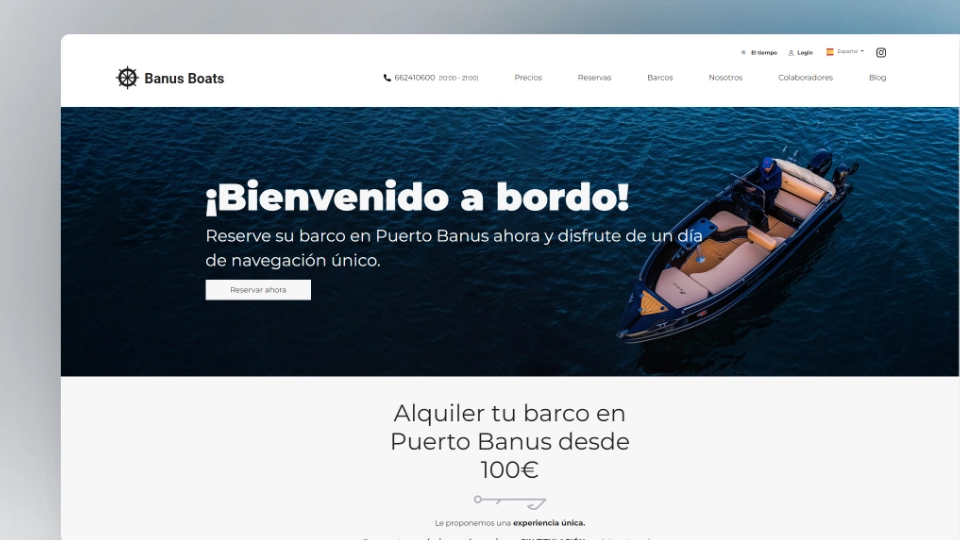 El tiempo Login Español
Banus Boats
662410600 (10:00 - 21:00) Precios Reservas Barcos Nosotros Colaboradores Blog
¡Bienvenido a bordo!
Reserve su barco en Puerto Banus ahora y disfrute de un día
de navegación único.
Reservar ahora
Alquiler tu barco en
Puerto Banus desde
100€
Le proponemos una experiencia única.